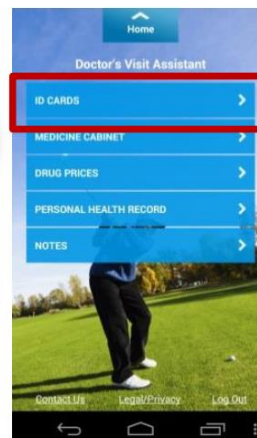 Home
Doctor's Visit Assistant
ID CARDS
MEDICINE CABINET
DRUG PRICES
PERSONAL HEALTH RECORD
NOTES
Contact Us Legal/Privacy Log Out